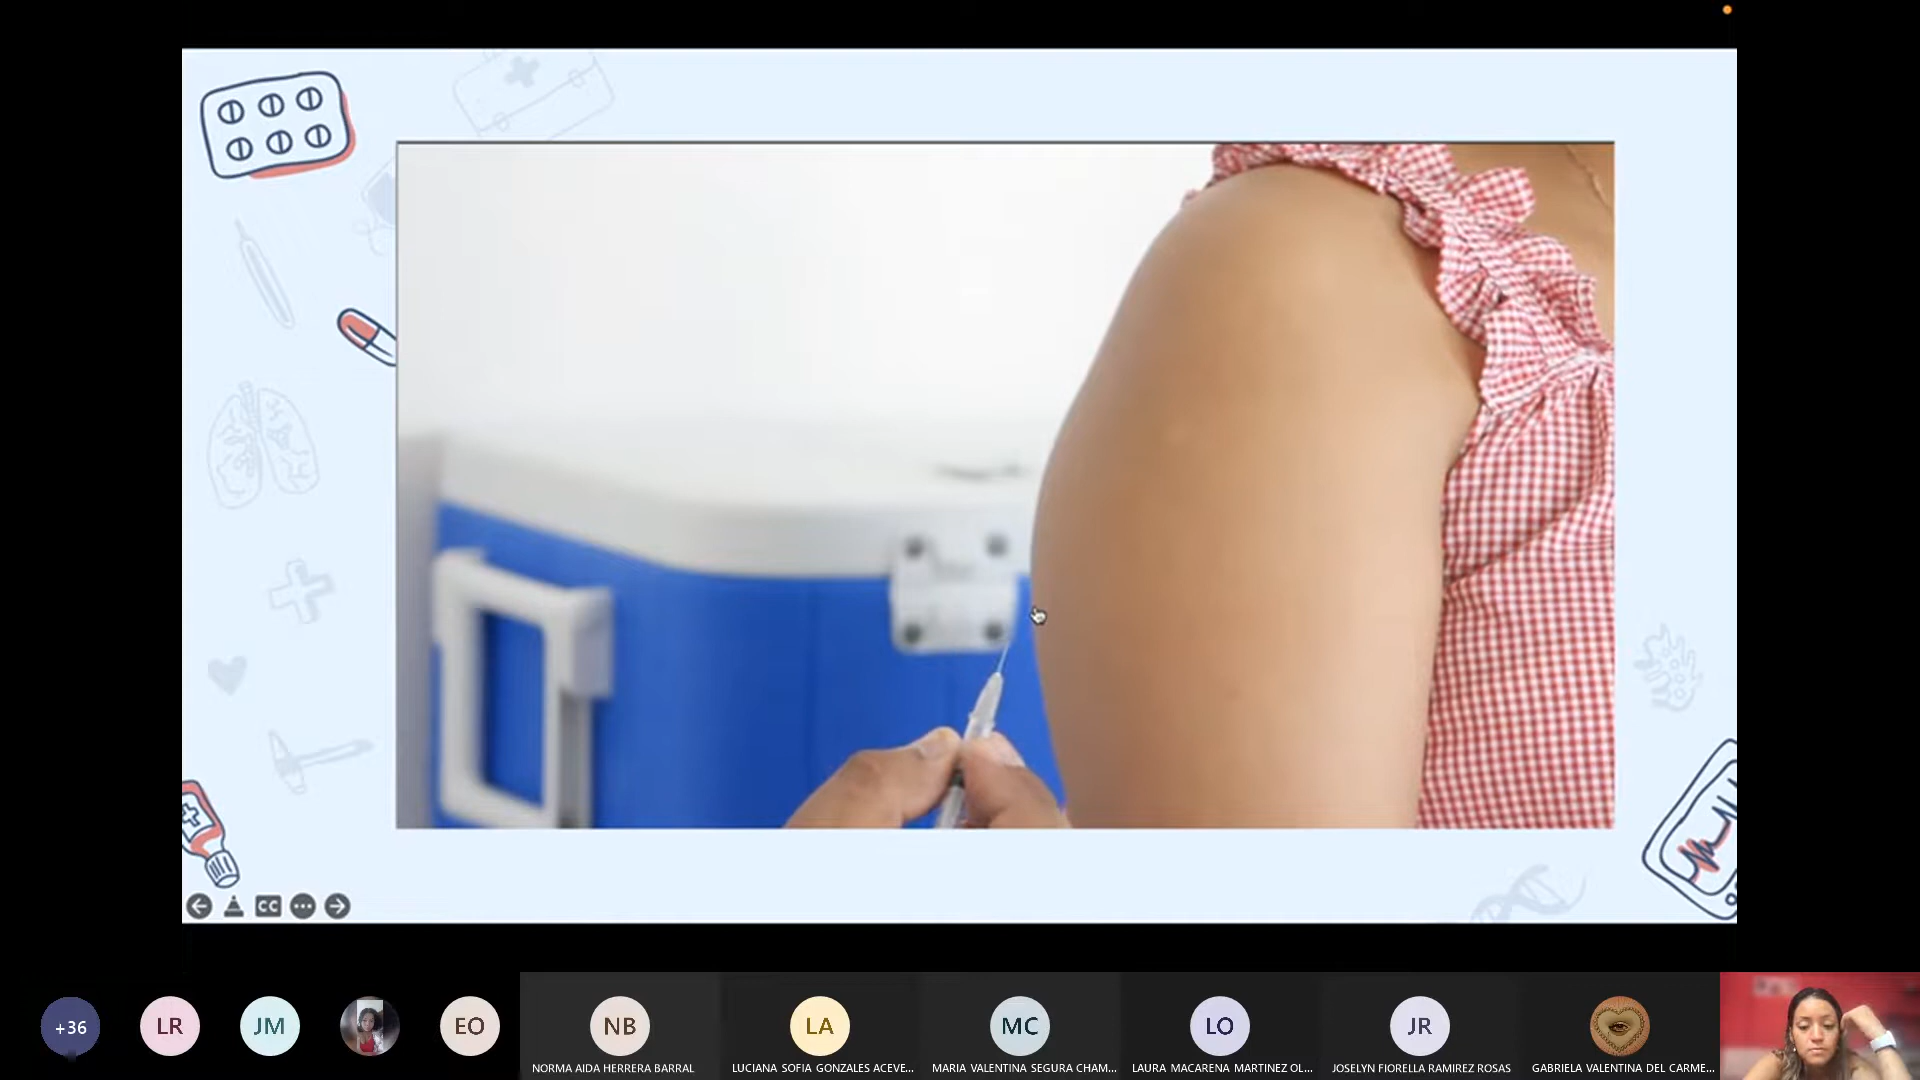 CC
+36
LR
JM
EO
NB
LA
MC
LO
JR
NORMA AIDA HERRERA BARRAL
LUCIANA SOFIA GONZALES ACEVE...
MARIA VALENTINA SEGURA CHAM...
LAURA MACARENA MARTINEZ OL...
JOSELYN FIORELLA RAMIREZ ROSAS
GABRIELA VALENTINA DEL CARME...